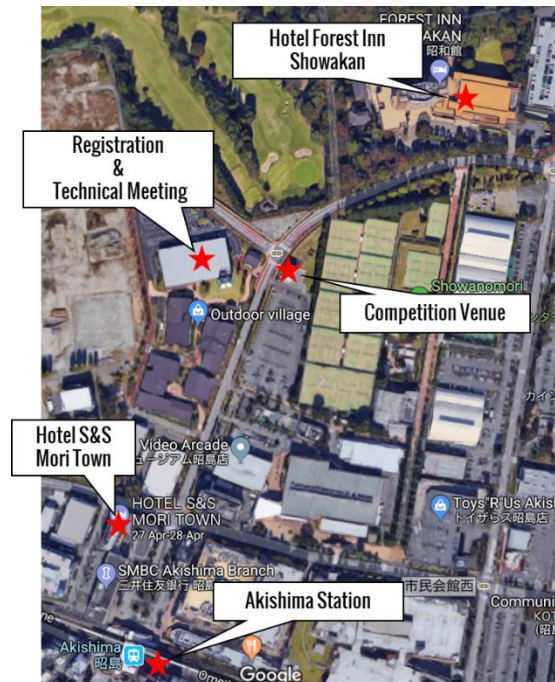 FOREST INN
昭和館
Hotel Forest Inn
Showakan
Registration
&
Technical Meeting
Showanomori
Competition Venue
Outdoor village
Hotel S&S
Mori Town
Video Arcade
ュージアム昭島店
HOTEL S&S
MORI TOWN
27 Apr-28 Apr
Toys"R"Us Akish
トイザらス昭島店
SMBC Akishima Branch
三井住友銀行 昭島
市民会館西
Communi
Akishima Station
Akishima
昭島
Google